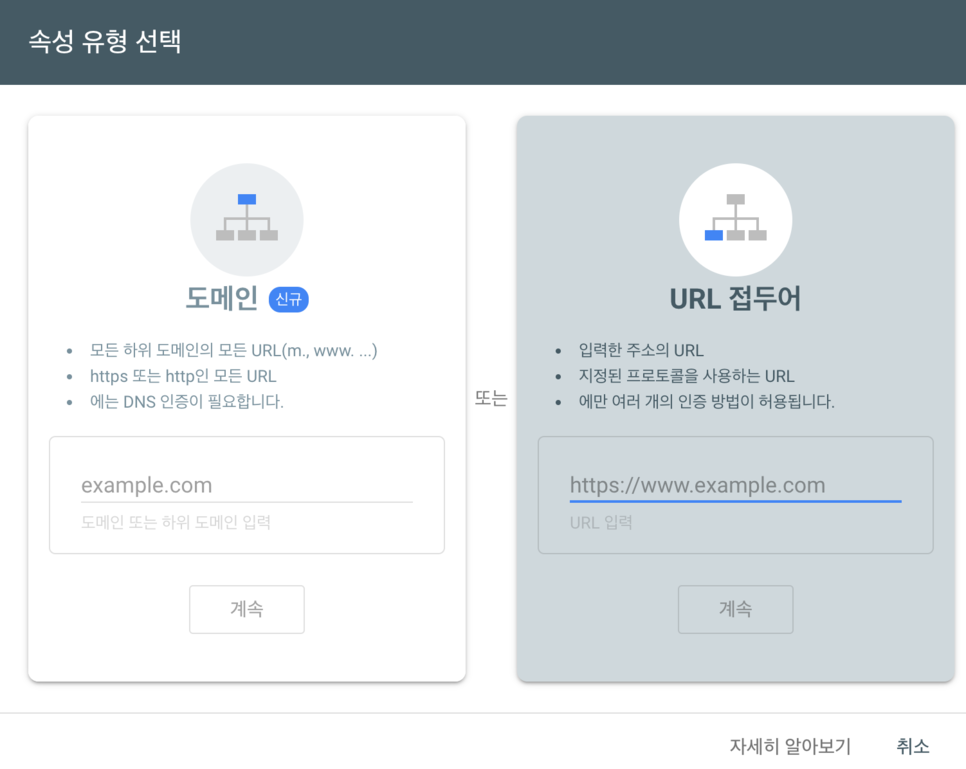 속성 유형 선택
도메인 신규
• 모든 하위 도메인의 모든 URL(m., www. ...)
• https 또는 http인 모든 URL
• 에는 DNS 인증이 필요합니다.
example.com
도메인 또는 하위 도메인 입력
계속
또는
URL 접두어
• 입력한 주소의 URL
• 지정된 프로토콜을 사용하는 URL
• 에만 여러 개의 인증 방법이 허용됩니다.
https://www.example.com
URL 입력
계속
자세히 알아보기 취소